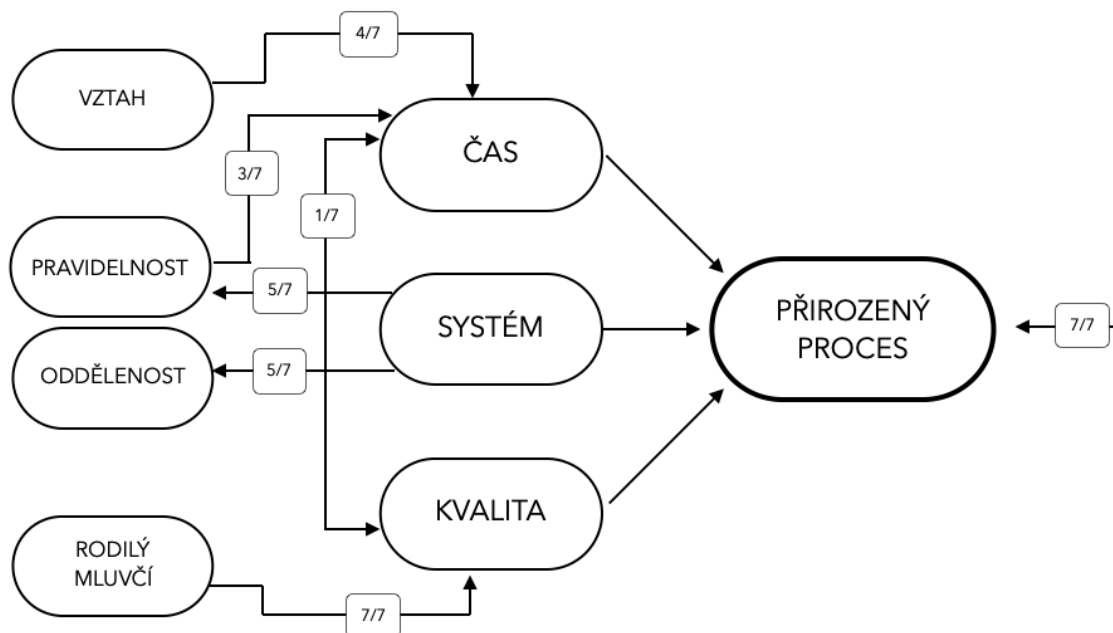 4/7
VZTAH
ČAS
3/7
1/7
PRAVIDELNOST
5/7
SYSTÉM
PŘIROZENÝ
PROCES
7/7
ODDĚLENOST
5/7
KVALITA
RODILÝ
MLUVČÍ
7/7